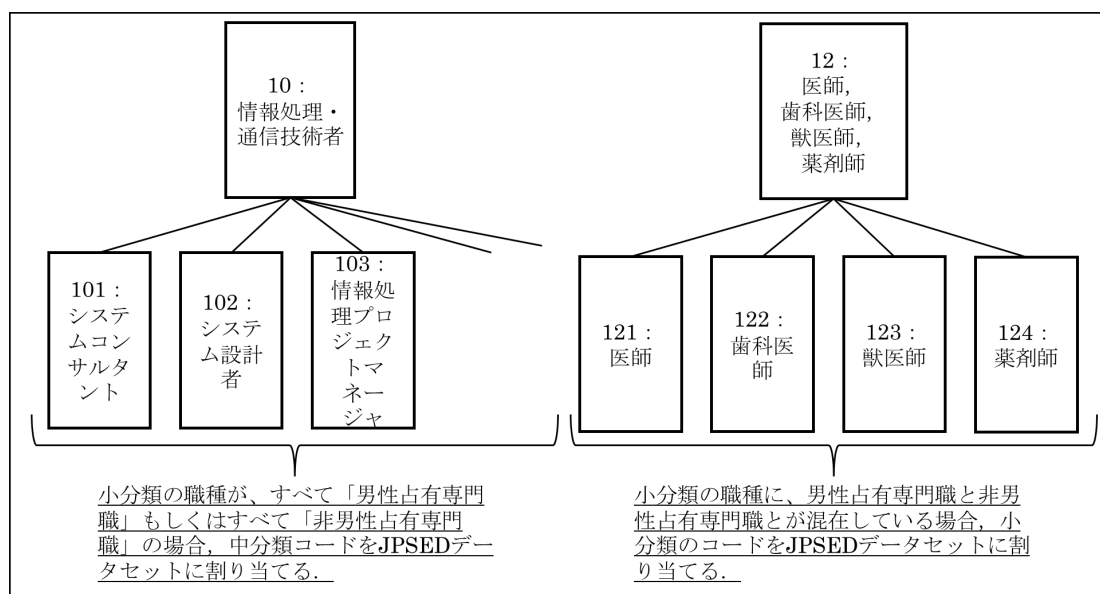 10：
情報処理・
通信技術者
12：
医師,
歯科医師,
獣医師,
薬剤師
101：
システ
ムコン
サルタ
ント
102：
システ
ム設計
者
103：
情報処
理プロ
ジェク
トマ
ネー
ジャ
121：
医師
122：
歯科医
師
123：
獣医師
124：
薬剤師
小分類の職種が、すべて「男性占有専門
職」もしくはすべて「非男性占有専門
職」の場合, 中分類コードをJPSEDデー
タセットに割り当てる.
小分類の職種に、男性占有専門職と非男
性占有専門職とが混在している場合, 小
分類のコードをJPSEDデータセットに割
り当てる.